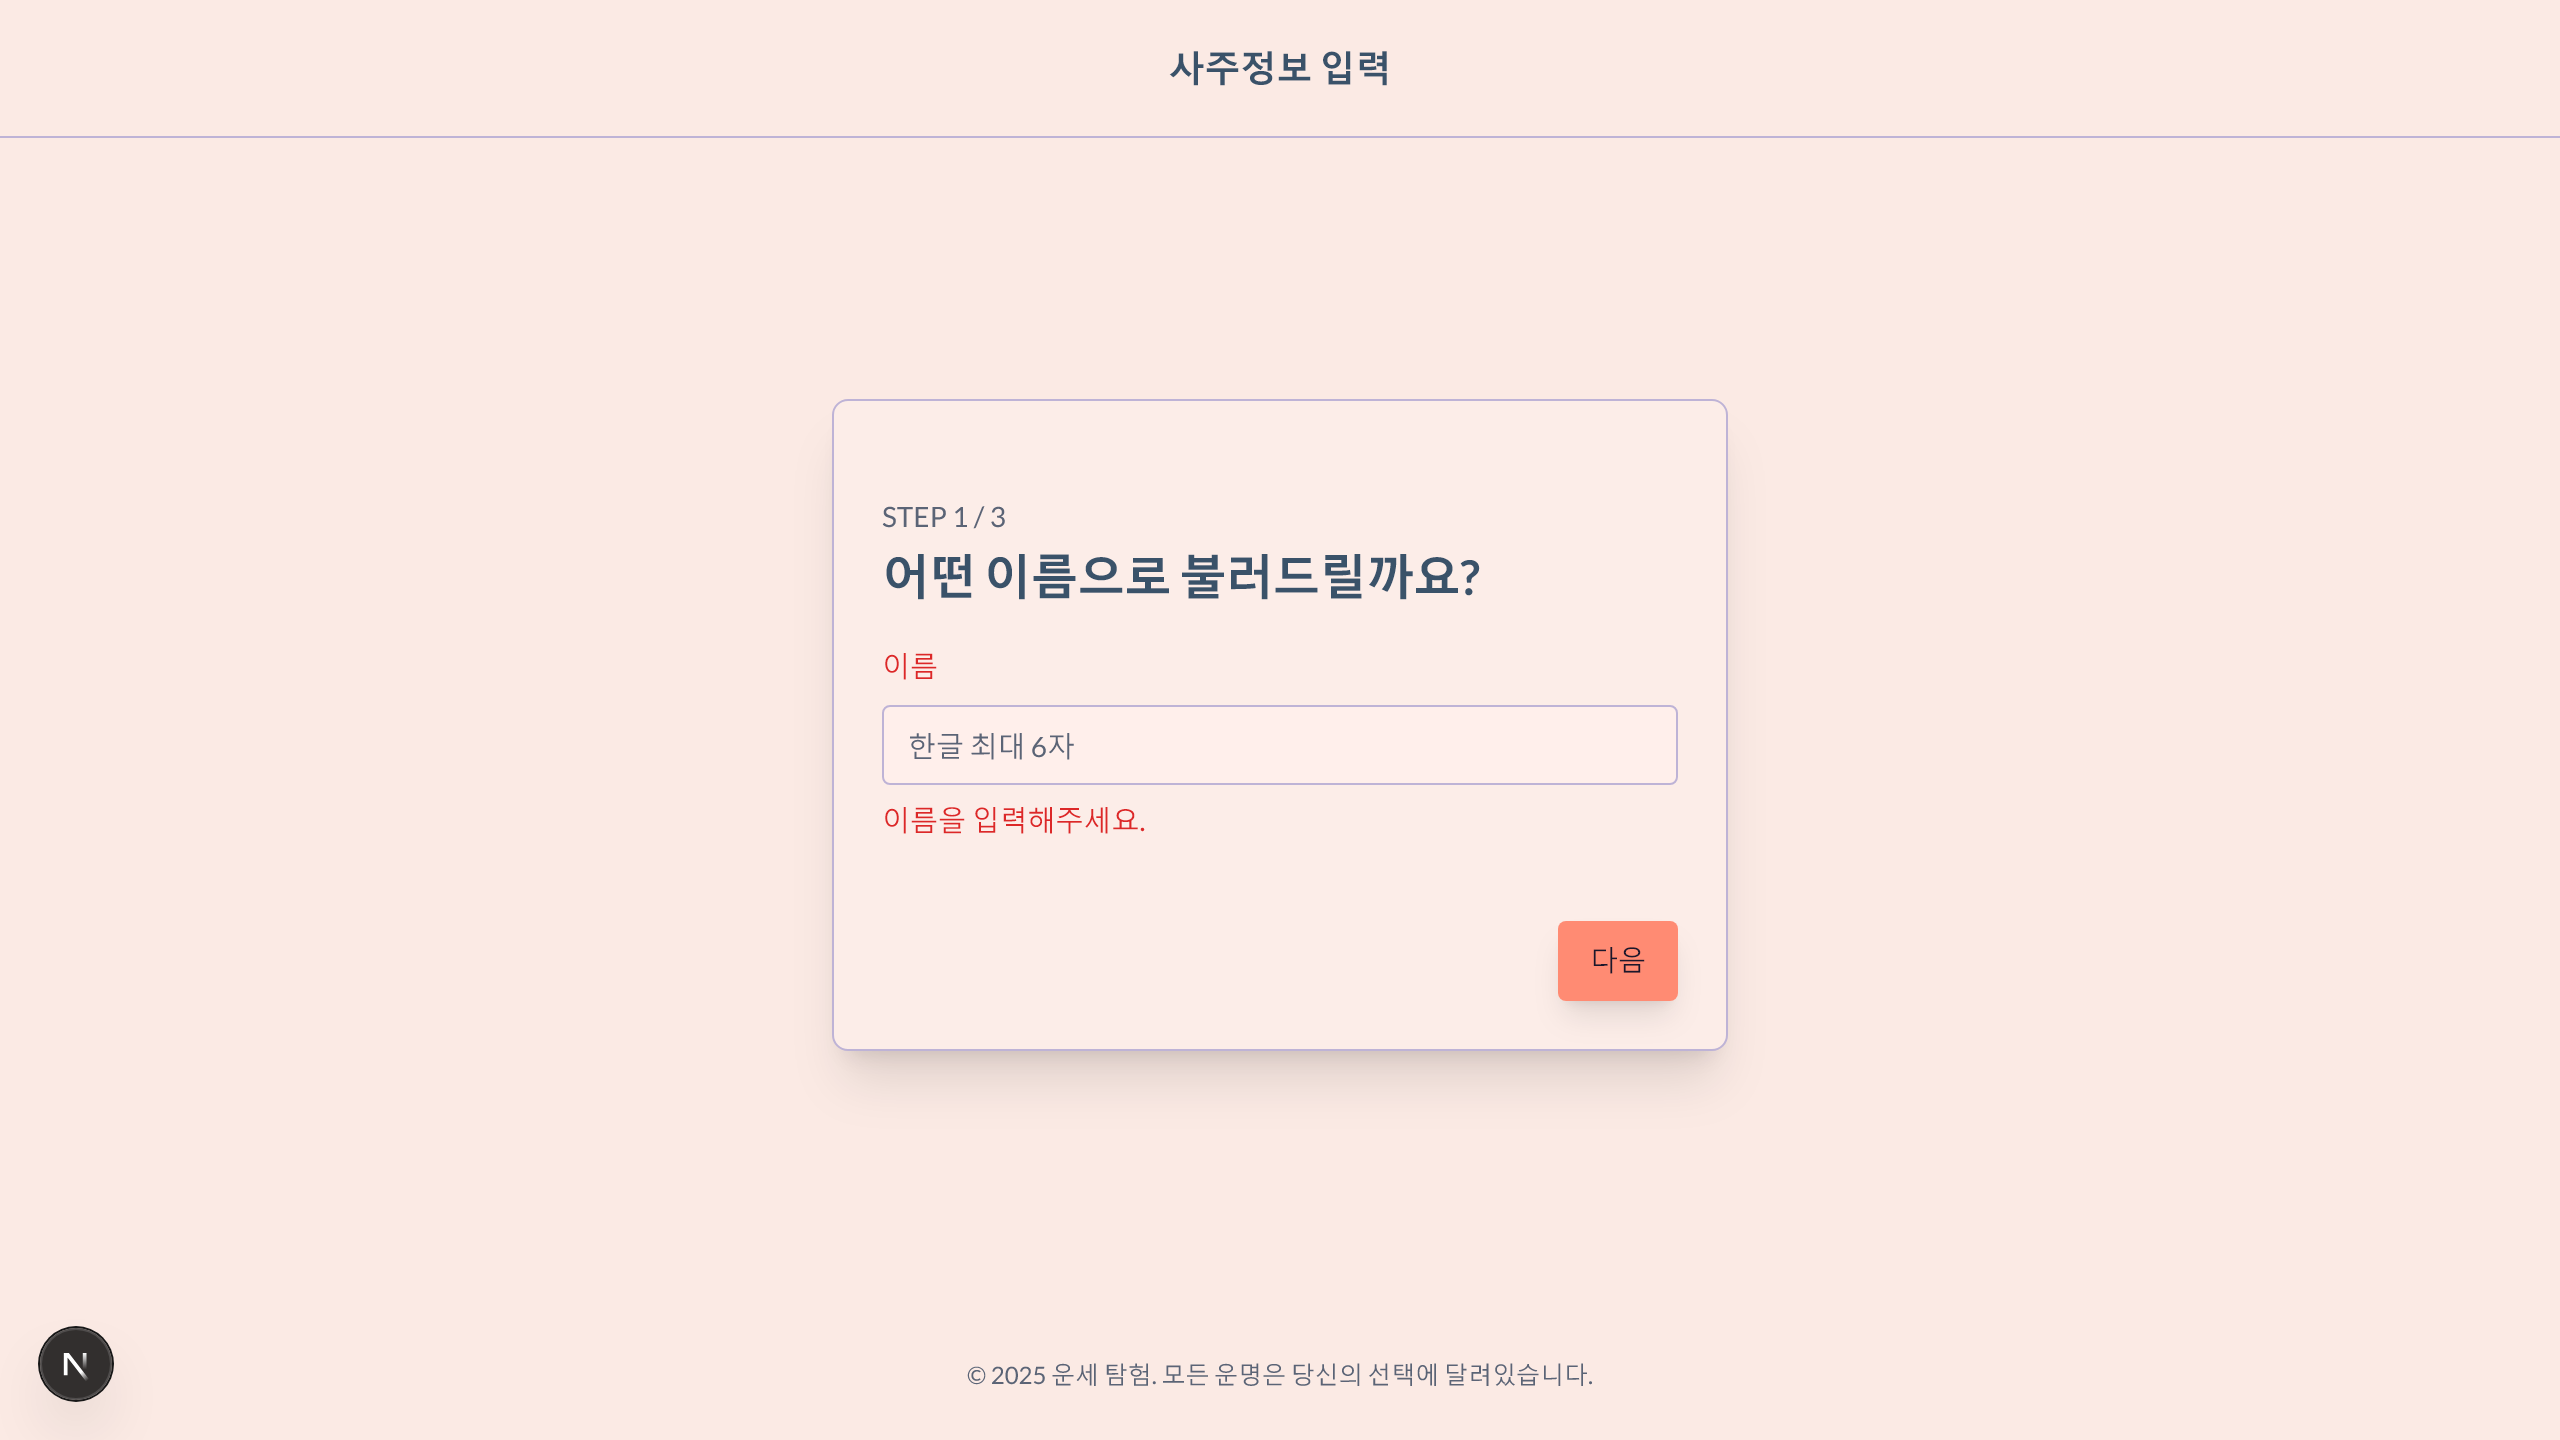 사주정보 입력
STEP 1 / 3
어떤 이름으로 불러드릴까요?
이름
한글 최대 6자
이름을 입력해주세요.
다음
N
© 2025 운세 탐험. 모든 운명은 당신의 선택에 달려있습니다.